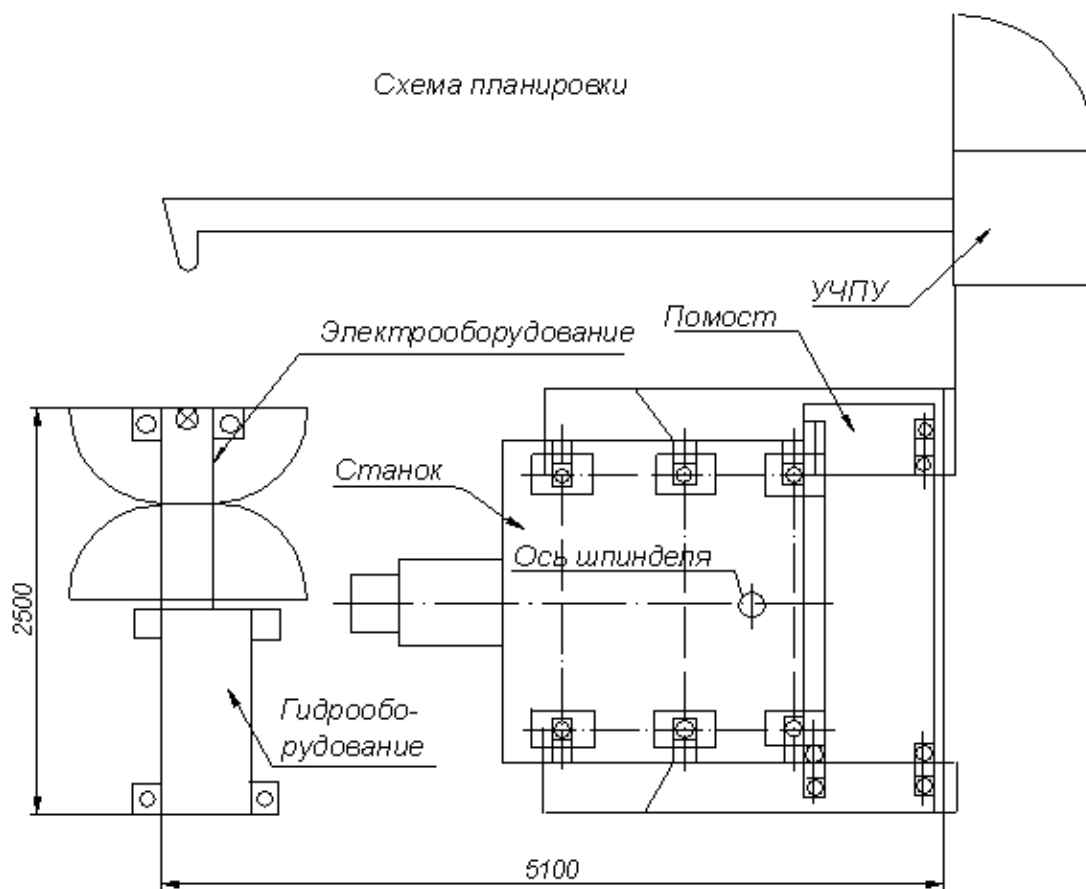 Схема планировки
УЧПУ
Помост
Электрооборудование
Станок
Ось шпинделя
2500
Гидрообо-
рудование
5100